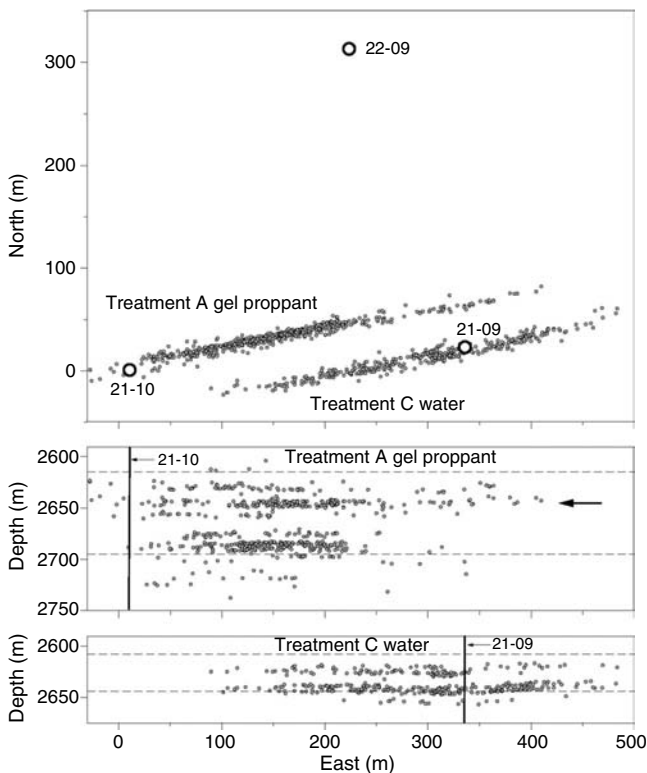 300
200
100
0
North (m)
22-09
Treatment A gel proppant
21-09
21-10
Treatment C water
2600
2650
2700
2750
Depth (m)
21-10
Treatment A gel proppant
2600
2650
Depth (m)
Treatment C water
21-09
0 100 200 300 400 500
East (m)